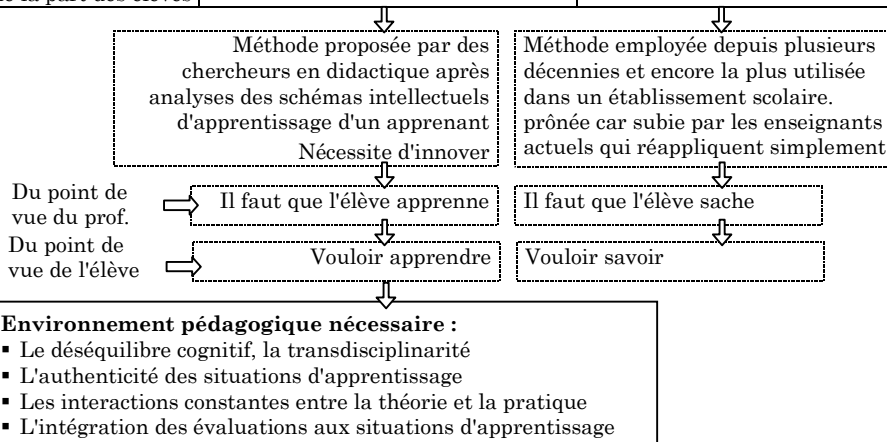 la part des élèves
Méthode proposée par des
chercheurs en didactique après
analyses des schémas intellectuels
d'apprentissage d'un apprenant
Nécessite d'innover
Méthode employée depuis plusieurs
décennies et encore la plus utilisée
dans un établissement scolaire.
prônée car subie par les enseignants
actuels qui réappliquent simplement
Du point de
vue du prof.
Il faut que l'élève apprenne
Il faut que l'élève sache
Du point de
vue de l'élève
Vouloir apprendre
Vouloir savoir
Environnement pédagogique nécessaire :
▪ Le déséquilibre cognitif, la transdisciplinarité
▪ L'authenticité des situations d'apprentissage
▪ Les interactions constantes entre la théorie et la pratique
▪ L'intégration des évaluations aux situations d'apprentissage